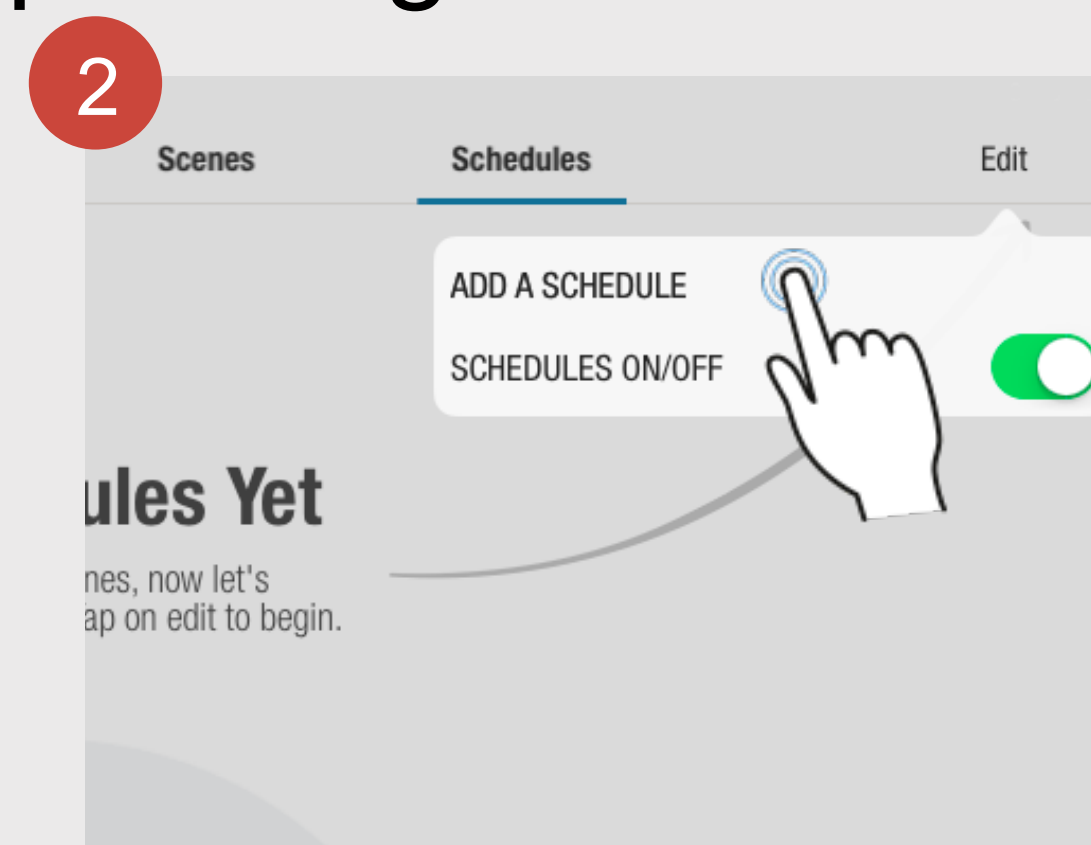 2
Scenes Schedules Edit
ADD A SCHEDULE
SCHEDULES ON/OFF
ules Yet
nes, now let's
ap on edit to begin.